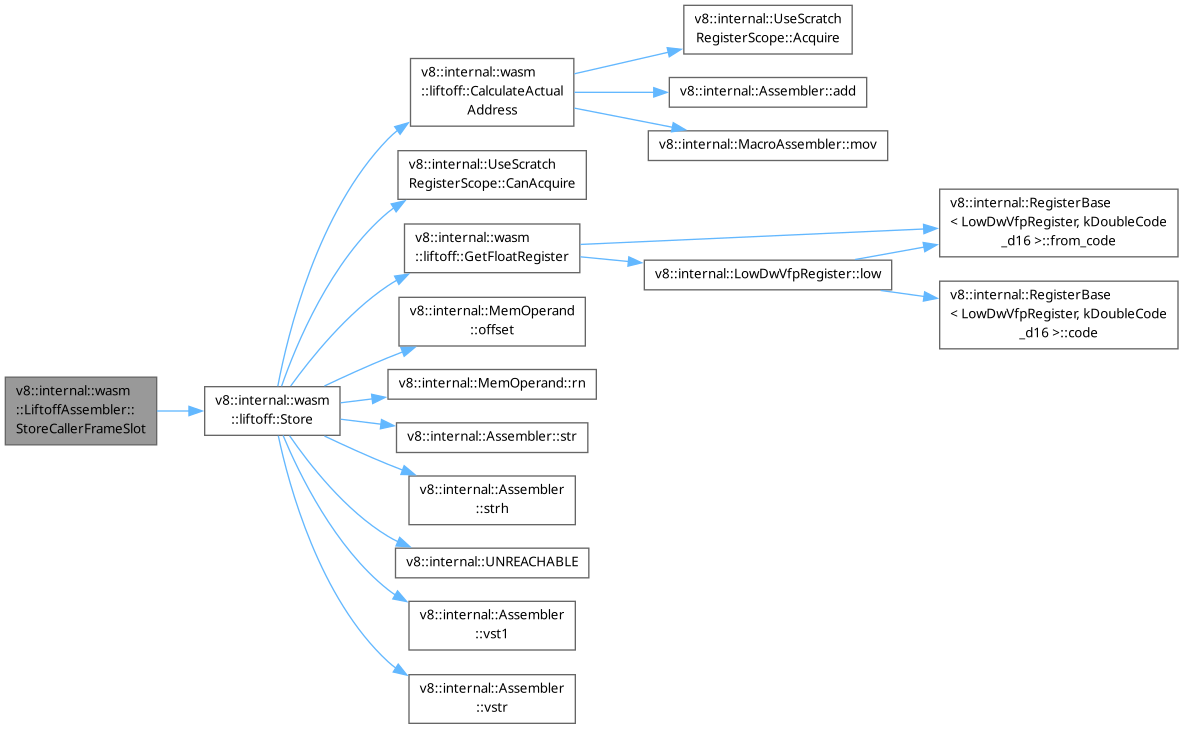 v8::internal::UseScratch
RegisterScope::Acquire
v8::internal::wasm
::liftoff::CalculateActual
Address
v8::internal::Assembler::add
v8::internal::MacroAssembler::mov
v8::internal::UseScratch
RegisterScope::CanAcquire
v8::internal::RegisterBase
< LowDwVfpRegister, kDoubleCode
_d16 >::from_code
v8::internal::wasm
::liftoff::GetFloatRegister
v8::internal::LowDwVfpRegister::low
v8::internal::RegisterBase
< LowDwVfpRegister, kDoubleCode
_d16 >::code
v8::internal::MemOperand
::offset
v8::internal::MemOperand::rn
v8::internal::wasm
::LiftoffAssembler::
StoreCallerFrameSlot
v8::internal::wasm
::liftoff::Store
v8::internal::Assembler::str
v8::internal::Assembler
::strh
v8::internal::UNREACHABLE
v8::internal::Assembler
::vst1
v8::internal::Assembler
::vstr